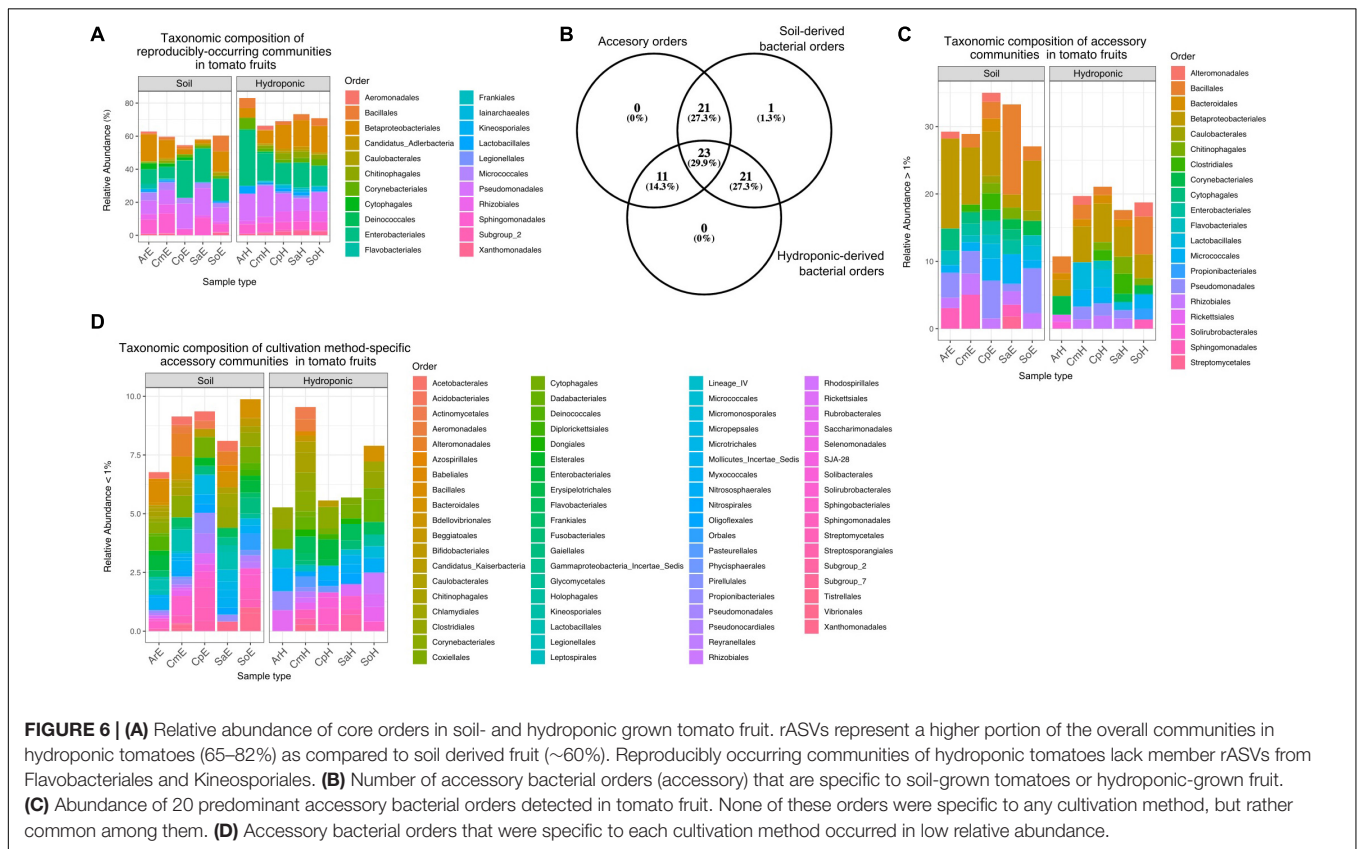 A
Taxonomic composition of
reproducibly-occurring communities
in tomato fruits
Soil
Hydroponic
Relative Abundance (%)
80
60
40
20
0
ArE
CmE
CpE
SaE
SoE
ArH
CmH
CpH
SaH
SoH
Sample type
Order
Aeromonadales
Bacillales
Betaproteobacteriales
Candidatus_Adlerbacteria
Caulobacterales
Chitinophagales
Corynebacteriales
Cytophagales
Deinococcales
Enterobacteriales
Flavobacteriales
Frankiales
Iainarchaeales
Kineosporiales
Lactobacillales
Legionellales
Micrococcales
Pseudomonadales
Rhizobiales
Sphingomonadales
Subgroup_2
Xanthomonadales
B
Accesory orders
Soil-derived
bacterial orders
0
(0%)
21
(27.3%)
1
(1.3%)
23
(29.9%)
11
(14.3%)
21
(27.3%)
0
(0%)
Hydroponic-derived
bacterial orders
C
Taxonomic composition of accessory
communities in tomato fruits
Soil
Hydroponic
Relative Abundance > 1%
30
20
10
0
ArE
CmE
CpE
SaE
SoE
ArH
CmH
CpH
SaH
SoH
Sample type
Order
Alteromonadales
Bacillales
Bacteroidales
Betaproteobacteriales
Caulobacterales
Chitinophagales
Clostridiales
Corynebacteriales
Cytophagales
Enterobacteriales
Flavobacteriales
Lactobacillales
Micrococcales
Propionibacteriales
Pseudomonadales
Rhizobiales
Rickettsiales
Solirubrobacterales
Sphingomonadales
Streptomycetales
D
Taxonomic composition of cultivation method-specific
accessory communities in tomato fruits
Soil
Hydroponic
Relative Abundance < 1%
10.0
7.5
5.0
2.5
0.0
ArE
CmE
CpE
SaE
SoE
ArH
CmH
CpH
SaH
SoH
Sample type
Order
Acetobacterales
Acidobacteriales
Actinomycetales
Aeromonadales
Alteromonadales
Azospirillales
Babeliales
Bacillales
Bacteroidales
Bdellovibrionales
Beggiatoales
Bifidobacteriales
Candidatus_Kaiserbacteria
Caulobacterales
Chitinophagales
Chlamydiales
Clostridiales
Corynebacteriales
Coxiellales
Cytophagales
Dadabacteriales
Deinococcales
Diplorickettsiales
Dongiales
Elsterales
Enterobacteriales
Erysipelotrichales
Flavobacteriales
Frankiales
Fusobacteriales
Gaiellales
Gammaproteobacteria_Incertae_Sedis
Glycomycetales
Holophagales
Kineosporiales
Lactobacillales
Legionellales
Leptospirales
Lineage_IV
Micrococcales
Micromonosporales
Micropepsales
Microtrichales
Mollicutes_Incertae_Sedis
Myxococcales
Nitrososphaerales
Nitrospirales
Oligoflexales
Orbales
Pasteurellales
Phycisphaerales
Pirellulales
Propionibacteriales
Pseudomonadales
Pseudonocardiales
Reyranellales
Rhizobiales
Rhodospirillales
Rickettsiales
Rubrobacterales
Saccharimonadales
Selenomonadales
SJA-28
Solibacterales
Solirubrobacterales
Sphingobacteriales
Sphingomonadales
Streptomycetales
Streptosporangiales
Subgroup_2
Subgroup_7
Tistrellales
Vibrionales
Xanthomonadales
FIGURE 6 | (A) Relative abundance of core orders in soil- and hydroponic grown tomato fruit. rASVs represent a higher portion of the overall communities in
hydroponic tomatoes (65–82%) as compared to soil derived fruit (~60%). Reproducibly occurring communities of hydroponic tomatoes lack member rASVs from
Flavobacteriales and Kineosporiales. (B) Number of accessory bacterial orders (accessory) that are specific to soil-grown tomatoes or hydroponic-grown fruit.
(C) Abundance of 20 predominant accessory bacterial orders detected in tomato fruit. None of these orders were specific to any cultivation method, but rather
common among them. (D) Accessory bacterial orders that were specific to each cultivation method occurred in low relative abundance.